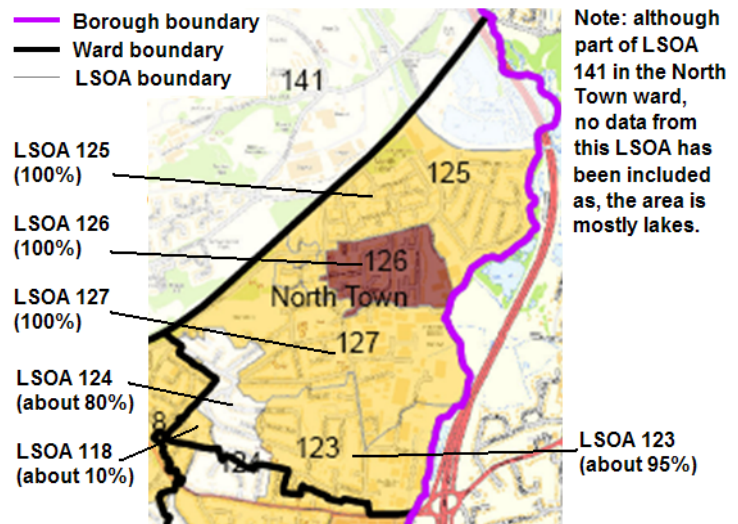 Borough boundary
Ward boundary
LSOA boundary
Note: although
part of LSOA
141 in the North
Town ward,
no data from
this LSOA has
been included
as, the area is
mostly lakes.
141
LSOA 125
(100%)
125
LSOA 126
(100%)
126
North Town
LSOA 127
(100%)
127
LSOA 124
(about 80%)
8
LSOA 118
(about 10%)
124
123
LSOA 123
(about 95%)